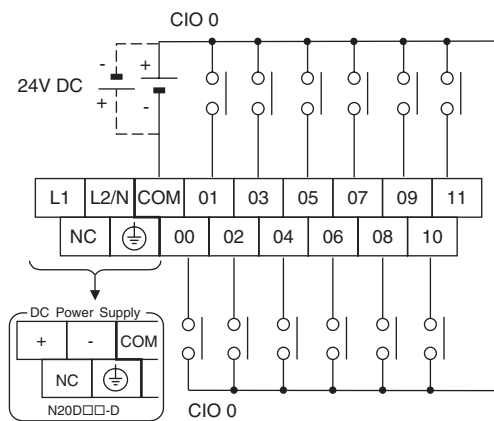 CIO 0
- +
24V DC
+ -
L1 L2/N COM 01 03 05 07 09 11
NC 00 02 04 06 08 10
DC Power Supply
+ - COM
NC
N20D□□-D
CIO 0